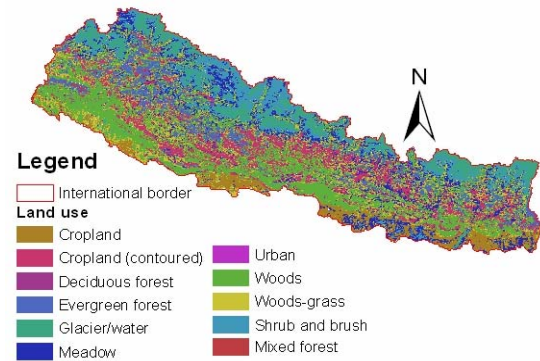 N
Legend
International border
Land use
Cropland
Cropland (contoured)
Deciduous forest
Evergreen forest
Glacier/water
Meadow
Urban
Woods
Woods-grass
Shrub and brush
Mixed forest